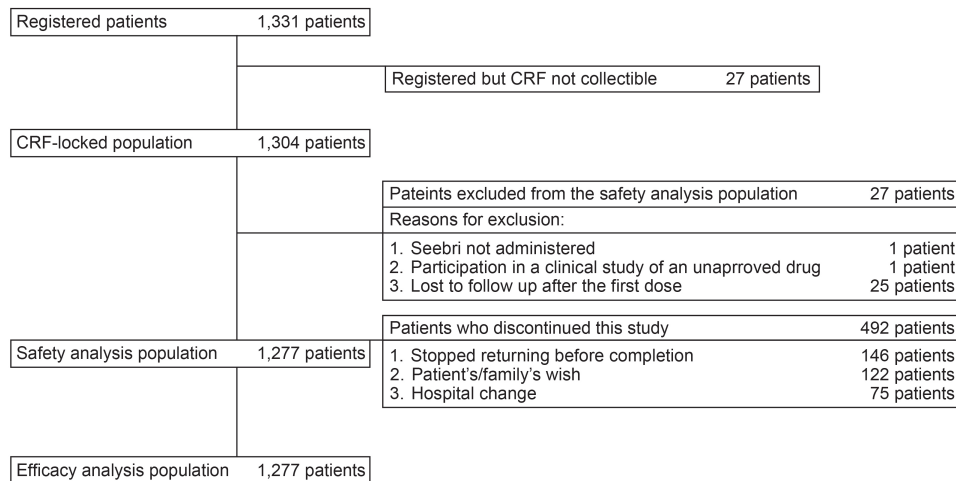 Registered patients 1,331 patients
Registered but CRF not collectible 27 patients
CRF-locked population 1,304 patients
Pateints excluded from the safety analysis population 27 patients
Reasons for exclusion:
1. Seebri not administered 1 patient
2. Participation in a clinical study of an unaprroved drug 1 patient
3. Lost to follow up after the first dose 25 patients
Patients who discontinued this study 492 patients
Safety analysis population 1,277 patients
1. Stopped returning before completion 146 patients
2. Patient's/family's wish 122 patients
3. Hospital change 75 patients
Efficacy analysis population 1,277 patients